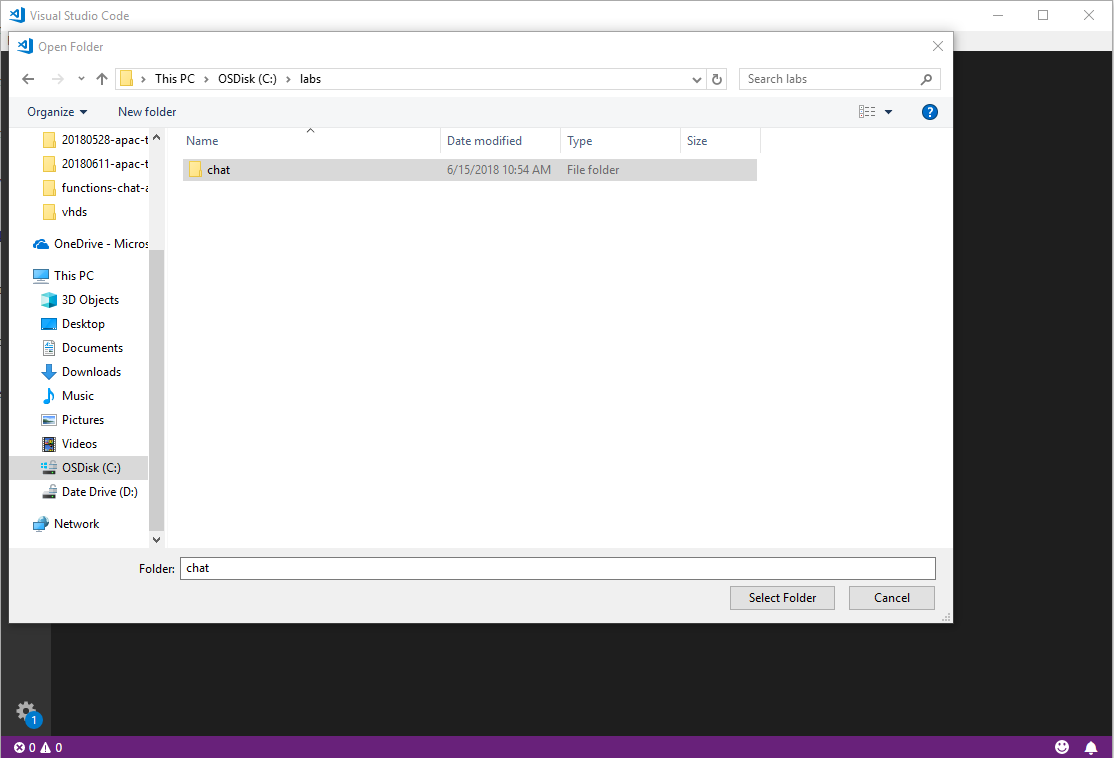 Visual Studio Code
Open Folder
This PC > OSDisk (C:) > labs
Search labs
Organize New folder
?
Name Date modified Type Size
chat 6/15/2018 10:54 AM File folder
20180528-apac-t
20180611-apac-t
functions-chat-a
vhds
OneDrive - Micros
This PC
3D Objects
Desktop
Documents
Downloads
Music
Pictures
Videos
OSDisk (C:)
Date Drive (D:)
Network
Folder: chat
Select Folder Cancel
1
0 0